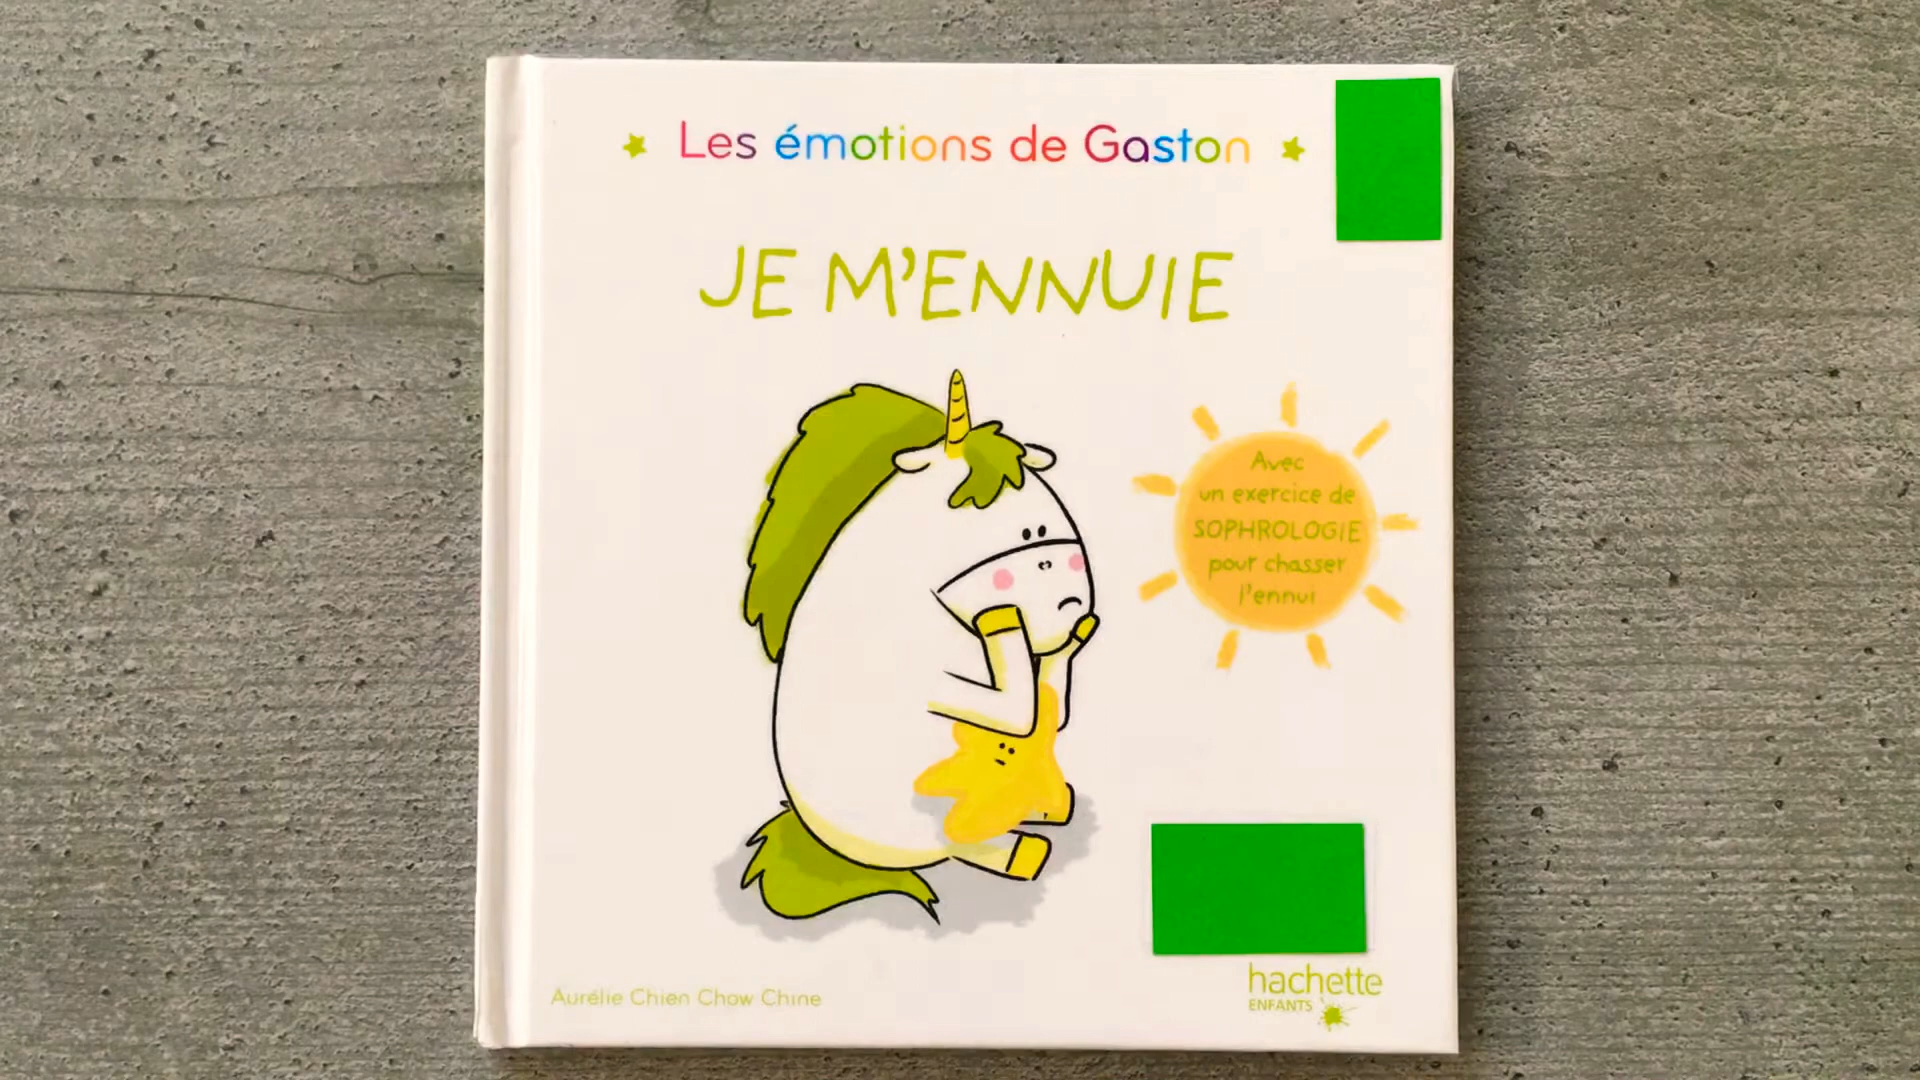 Les émotions de Gaston
JE M'ENNUIE
Avec
un exercice de
SOPHROLOGIE
pour chasser
l'ennui
Aurélie Chien Chow Chine
hachette
ENFANTS